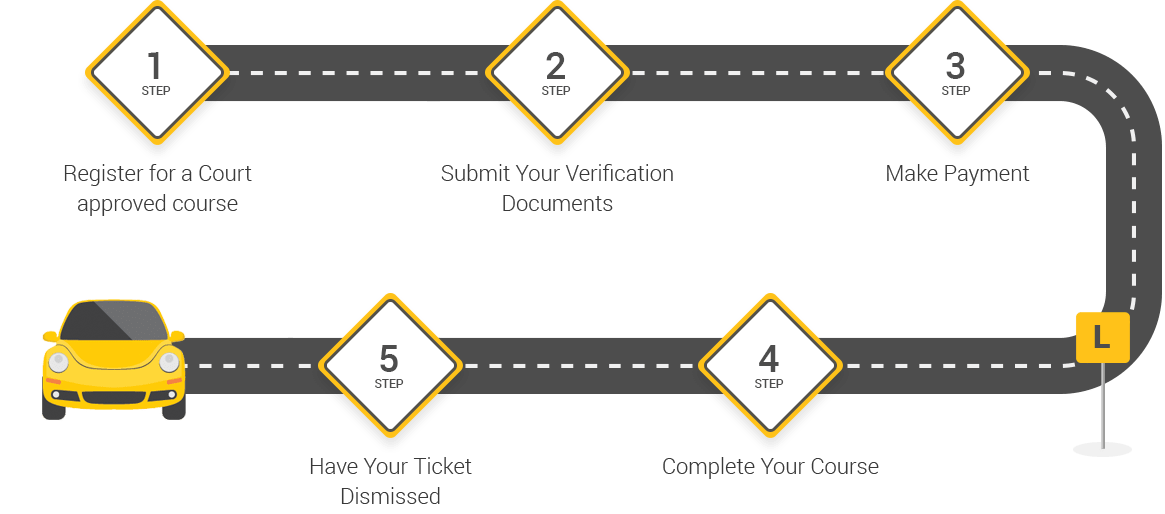 1
STEP
Register for a Court
approved course
2
STEP
Submit Your Verification
Documents
3
STEP
Make Payment
L
4
STEP
Complete Your Course
5
STEP
Have Your Ticket
Dismissed